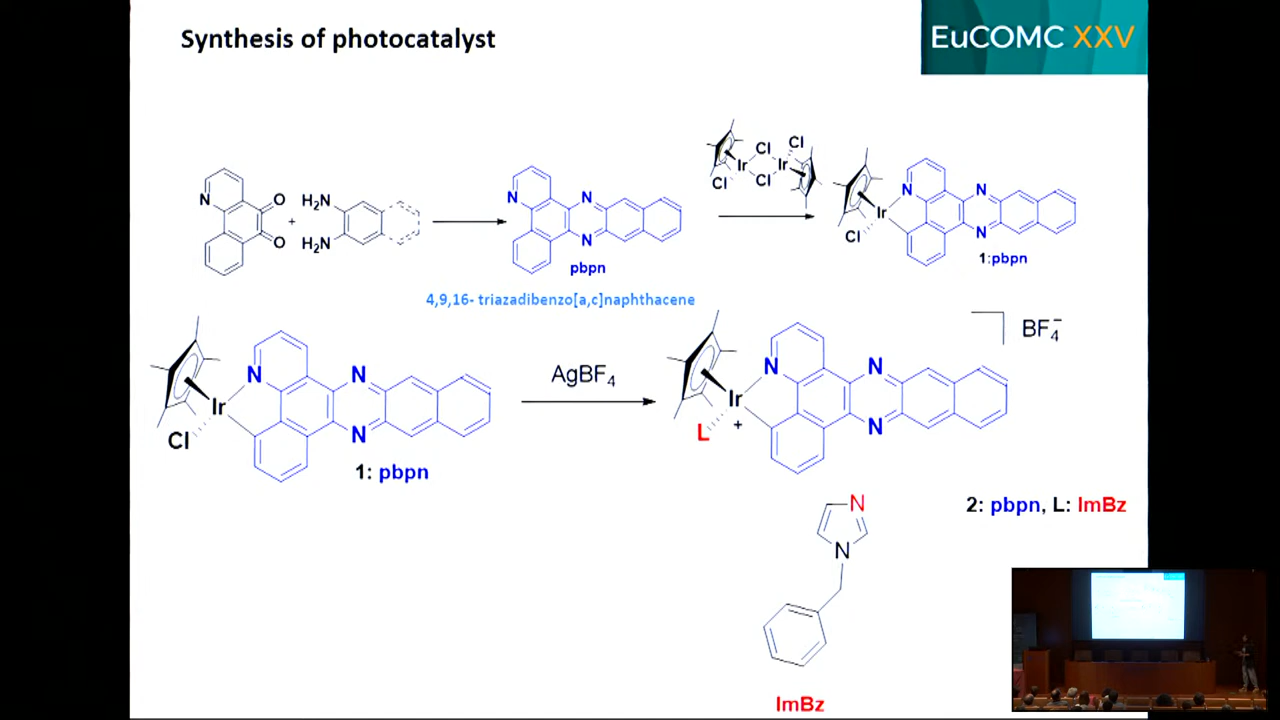 Synthesis of photocatalyst
EuCOMC XXV
Cl
Cl
Ir
Ir
Cl
Cl
N
O
O
+
H₂N
H₂N
N
N
N
pbpn
Ir
Cl
N
N
N
1:pbpn
4,9,16- triazadibenzo[a,c]naphthacene
Ir
Cl
N
N
N
1: pbpn
AgBF₄
Ir
+
L
N
N
N
BF₄⁻
2: pbpn, L: ImBz
N
N
ImBz